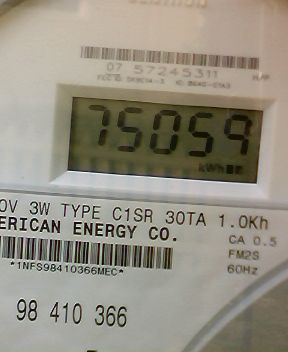 07 57245311
75059
kWh
0V 3W TYPE C1SR 30TA 1.0Kh
ERICAN ENERGY CO.
CA 0.5
FM2S
*1NFS98410366MEC*
60Hz
98 410 366